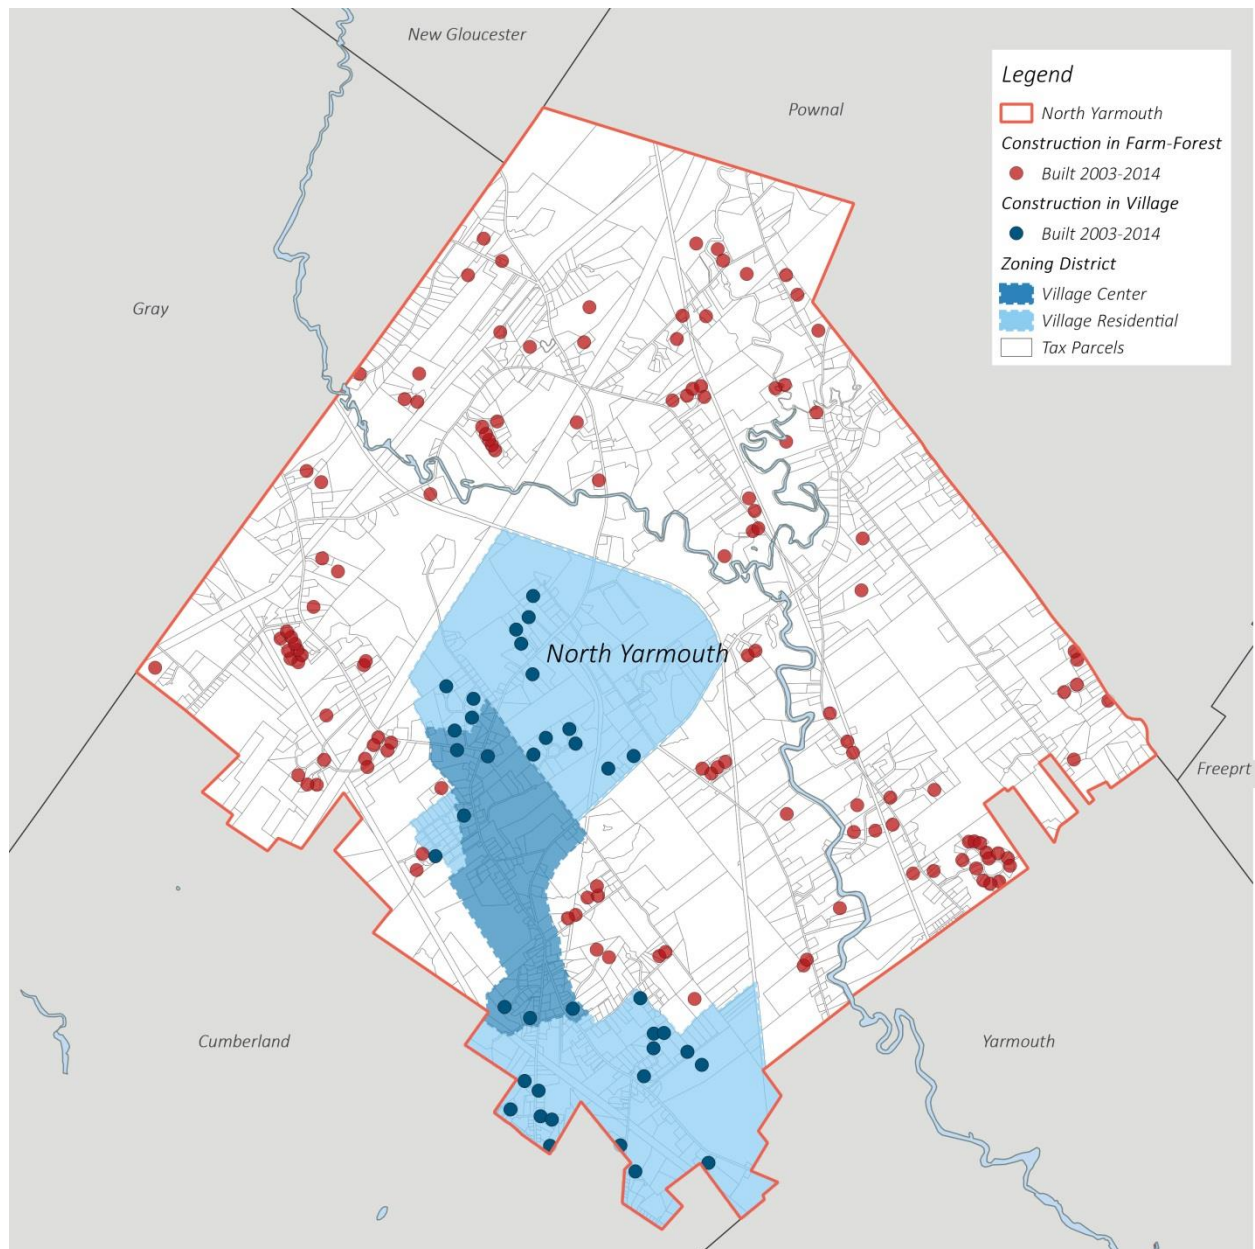 New Gloucester
Pownal
Legend
North Yarmouth
Construction in Farm-Forest
Built 2003-2014
Construction in Village
Built 2003-2014
Zoning District
Village Center
Village Residential
Tax Parcels
Gray
North Yarmouth
Freeprt
Cumberland
Yarmouth